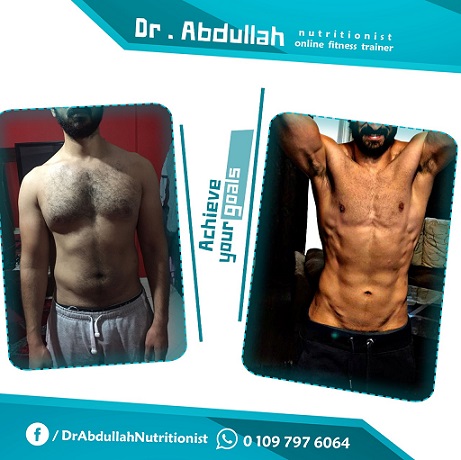 Dr . Abdullah
nutritionist
online fitness trainer
Achieve
your goals
/DrAbdullahNutritionist
0 109 797 6064